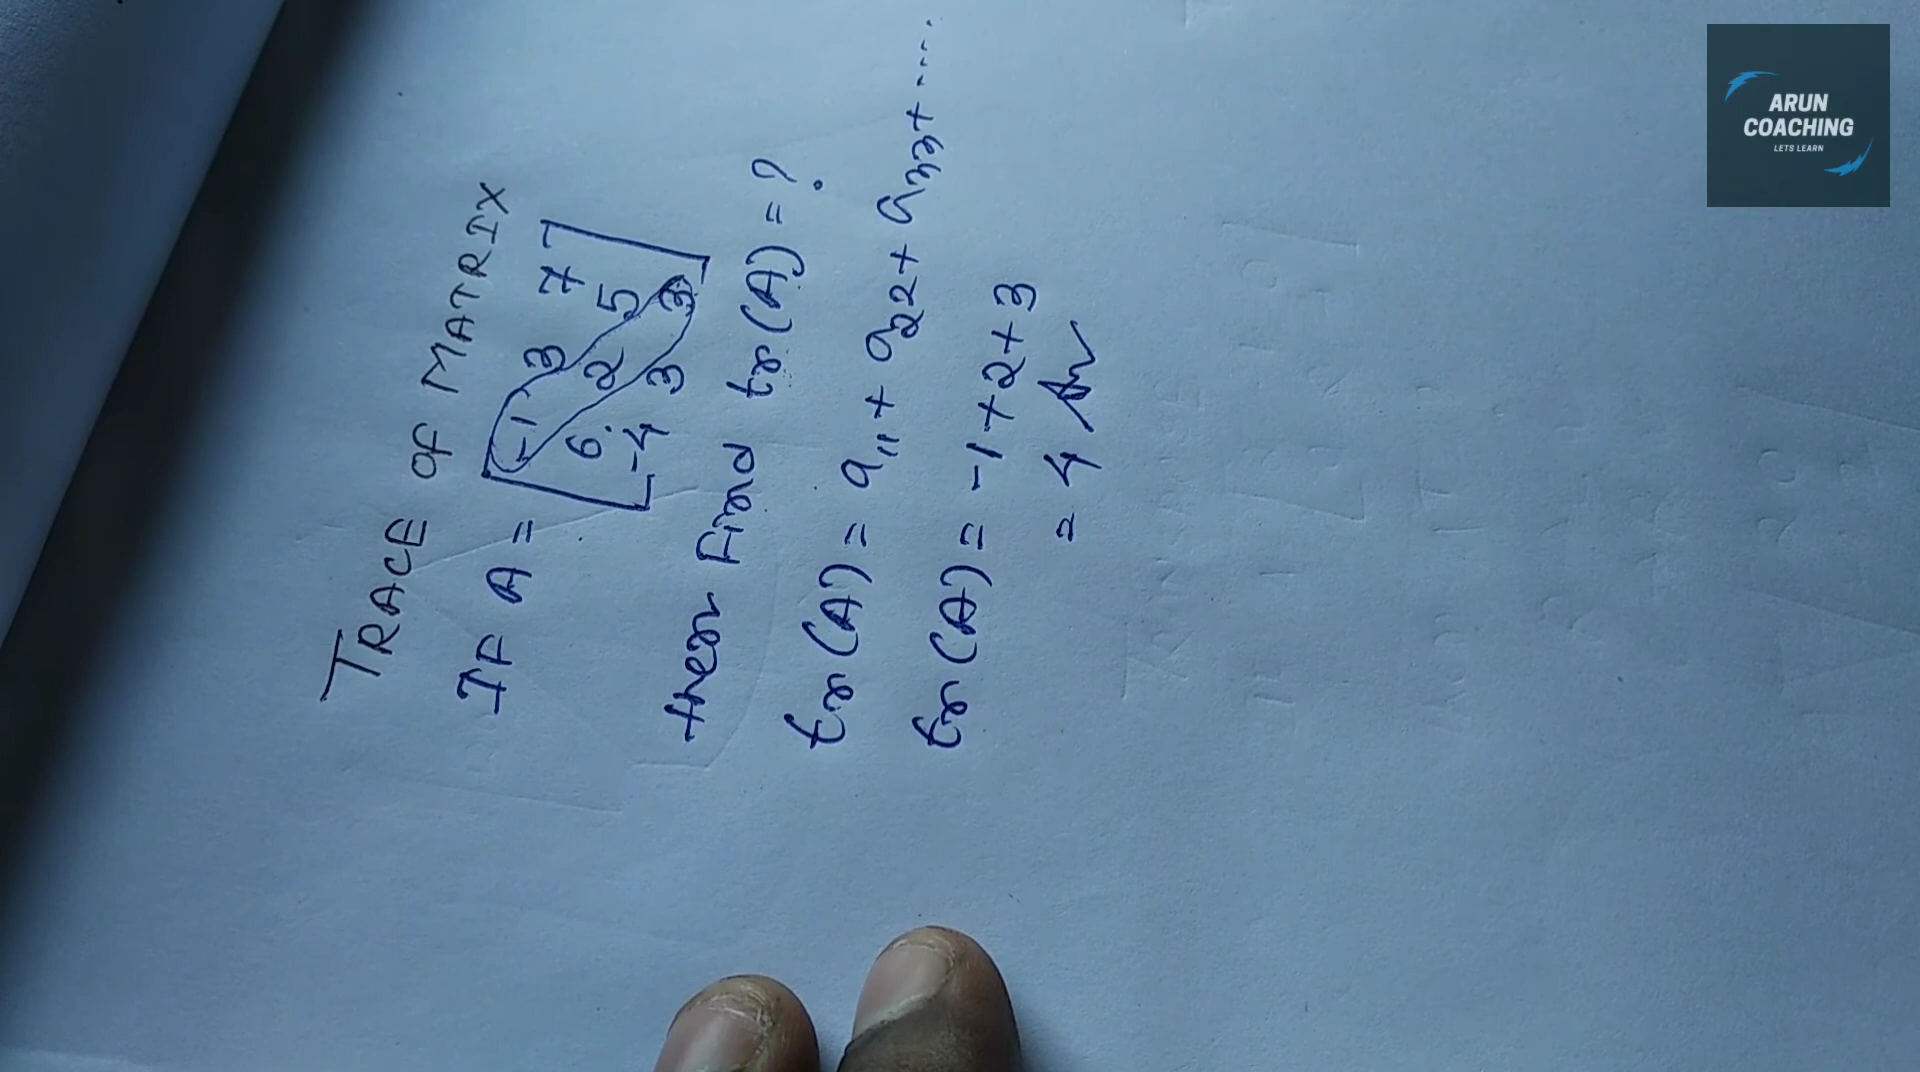 TRACE OF MATRIX
IF A = [ -1 3 7
6 2 5
-4 3 3 ]
then Find tr(A) = ?
tr(A) = a11 + a22 + a33 + .....
tr(A) = -1 + 2 + 3
= 4 Ans
ARUN
COACHING
LETS LEARN